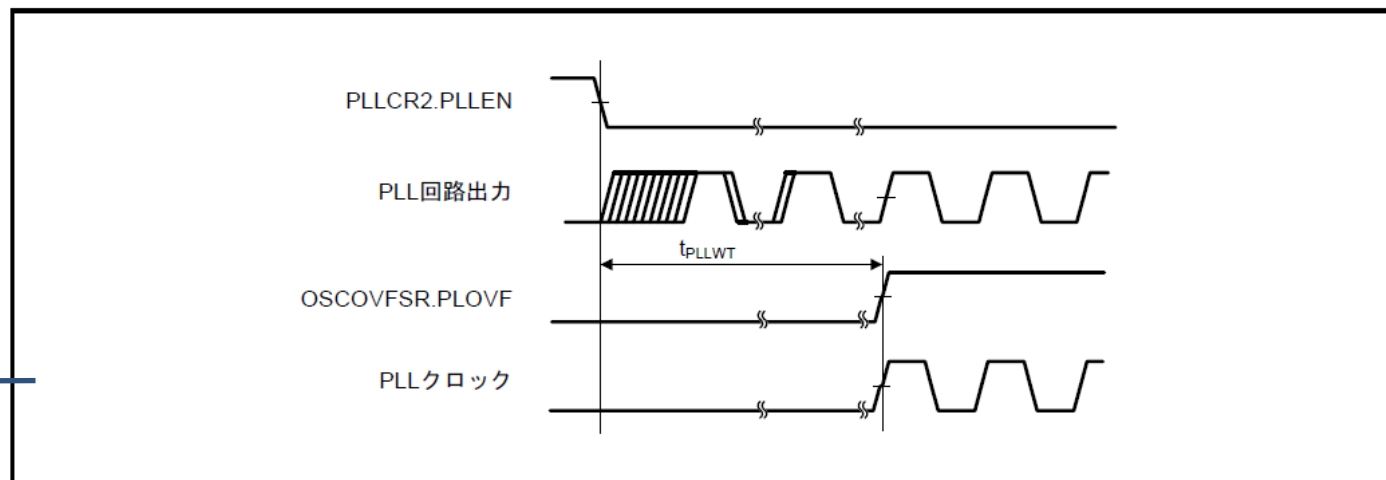 PLLCR2.PLLEN
PLL回路出力
tPLLWT
OSCOVFSR.PLOVF
PLLクロック